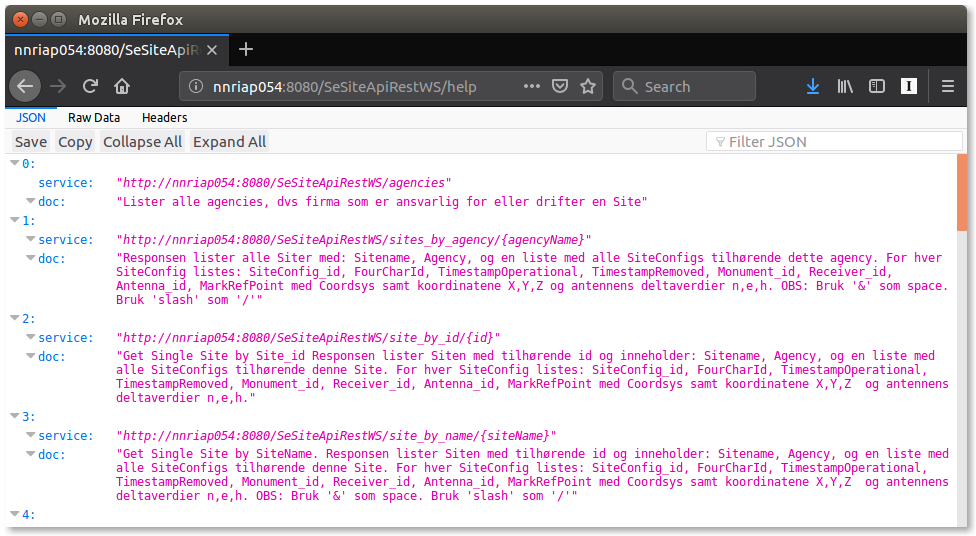 Mozilla Firefox
nnriap054:8080/SeSiteApiR
nnriap054:8080/SeSiteApiRestWS/help
Search
JSON Raw Data Headers
Save Copy Collapse All Expand All Filter JSON
0:
service: "http://nnriap054:8080/SeSiteApiRestWS/agencies"
doc: "Lister alle agencies, dvs firma som er ansvarlig for eller drifter en Site"
1:
service: "http://nnriap054:8080/SeSiteApiRestWS/sites_by_agency/{agencyName}"
doc: "Responsen lister alle Siter med: Sitename, Agency, og en liste med alle SiteConfigs tilhørende dette agency. For hver
SiteConfig listes: SiteConfig_id, FourCharId, TimestampOperational, TimestampRemoved, Monument_id, Receiver_id,
Antenna_id, MarkRefPoint med Coordsys samt koordinatene X,Y,Z og antennens deltaverdier n,e,h. OBS: Bruk '&' som space.
Bruk 'slash' som '/'"
2:
service: "http://nnriap054:8080/SeSiteApiRestWS/site_by_id/{id}"
doc: "Get Single Site by Site_id Responsen lister Siten med tilhørende id og inneholder: Sitename, Agency, og en liste med
alle SiteConfigs tilhørende denne Site. For hver SiteConfig listes: SiteConfig_id, FourCharId, TimestampOperational,
TimestampRemoved, Monument_id, Receiver_id, Antenna_id, MarkRefPoint med Coordsys samt koordinatene X,Y,Z  og antennens
deltaverdier n,e,h."
3:
service: "http://nnriap054:8080/SeSiteApiRestWS/site_by_name/{siteName}"
doc: "Get Single Site by SiteName. Responsen lister Siten med tilhørende id og inneholder: Sitename, Agency, og en liste med
alle SiteConfigs tilhørende denne Site. For hver SiteConfig listes: SiteConfig_id, FourCharId, TimestampOperational,
TimestampRemoved, Monument_id, Receiver_id, Antenna_id, MarkRefPoint med Coordsys samt koordinatene X,Y,Z  og antennens
deltaverdier n,e,h. OBS: Bruk '&' som space. Bruk 'slash' som '/'"
4: